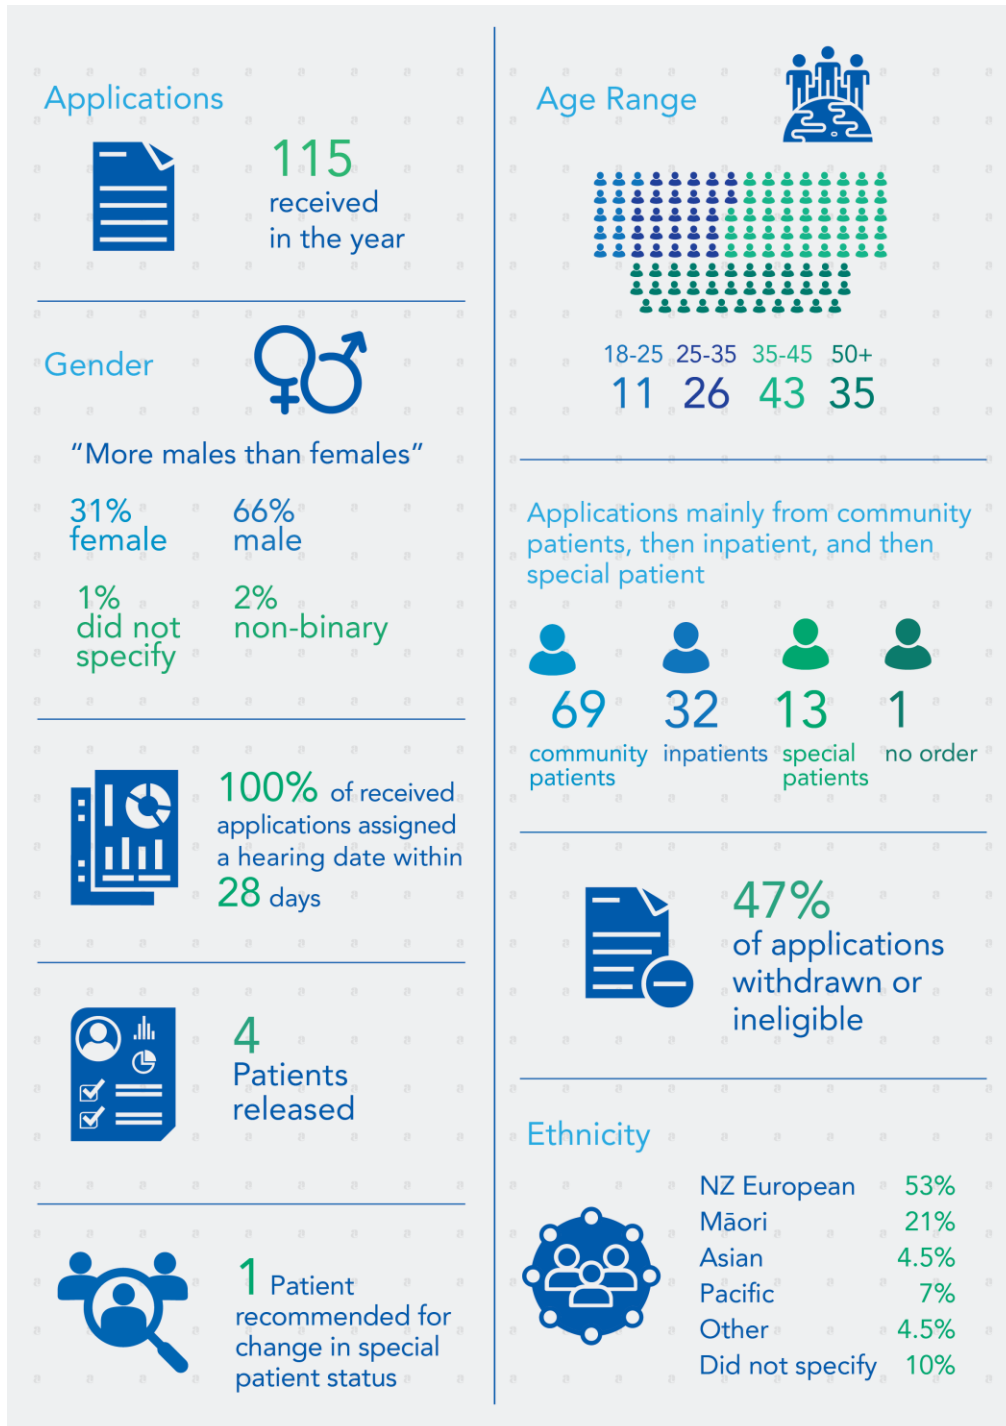 Applications
115
received
in the year
Gender
“More males than females”
31%
female
66%
male
1%
did not
specify
2%
non-binary
100% of received
applications assigned
a hearing date within
28 days
4
Patients
released
1 Patient
recommended for
change in special
patient status
Age Range
18-25 25-35 35-45 50+
11 26 43 35
Applications mainly from community
patients, then inpatient, and then
special patient
69
community
patients
32
inpatients
13
special
patients
1
no order
47%
of applications
withdrawn or
ineligible
Ethnicity
NZ European 53%
Māori 21%
Asian 4.5%
Pacific 7%
Other 4.5%
Did not specify 10%